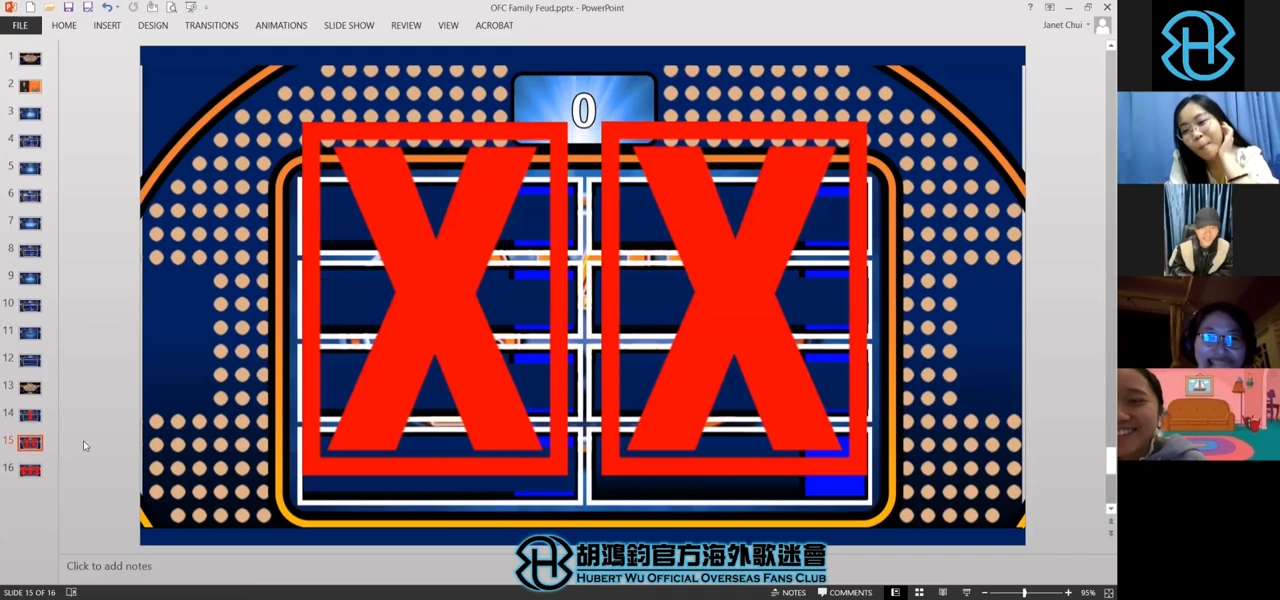 OFC Family Feud.pptx - PowerPoint
?
FILE HOME INSERT DESIGN TRANSITIONS ANIMATIONS SLIDE SHOW REVIEW VIEW ACROBAT
Janet Chui
1
2
3
4
5
6
7
8
9
10
11
12
13
14
15
16
0
X X
胡鴻鈞官方海外歌迷會
HUBERT WU OFFICIAL OVERSEAS FANS CLUB
Click to add notes
SLIDE 15 OF 16
NOTES
COMMENTS
95%